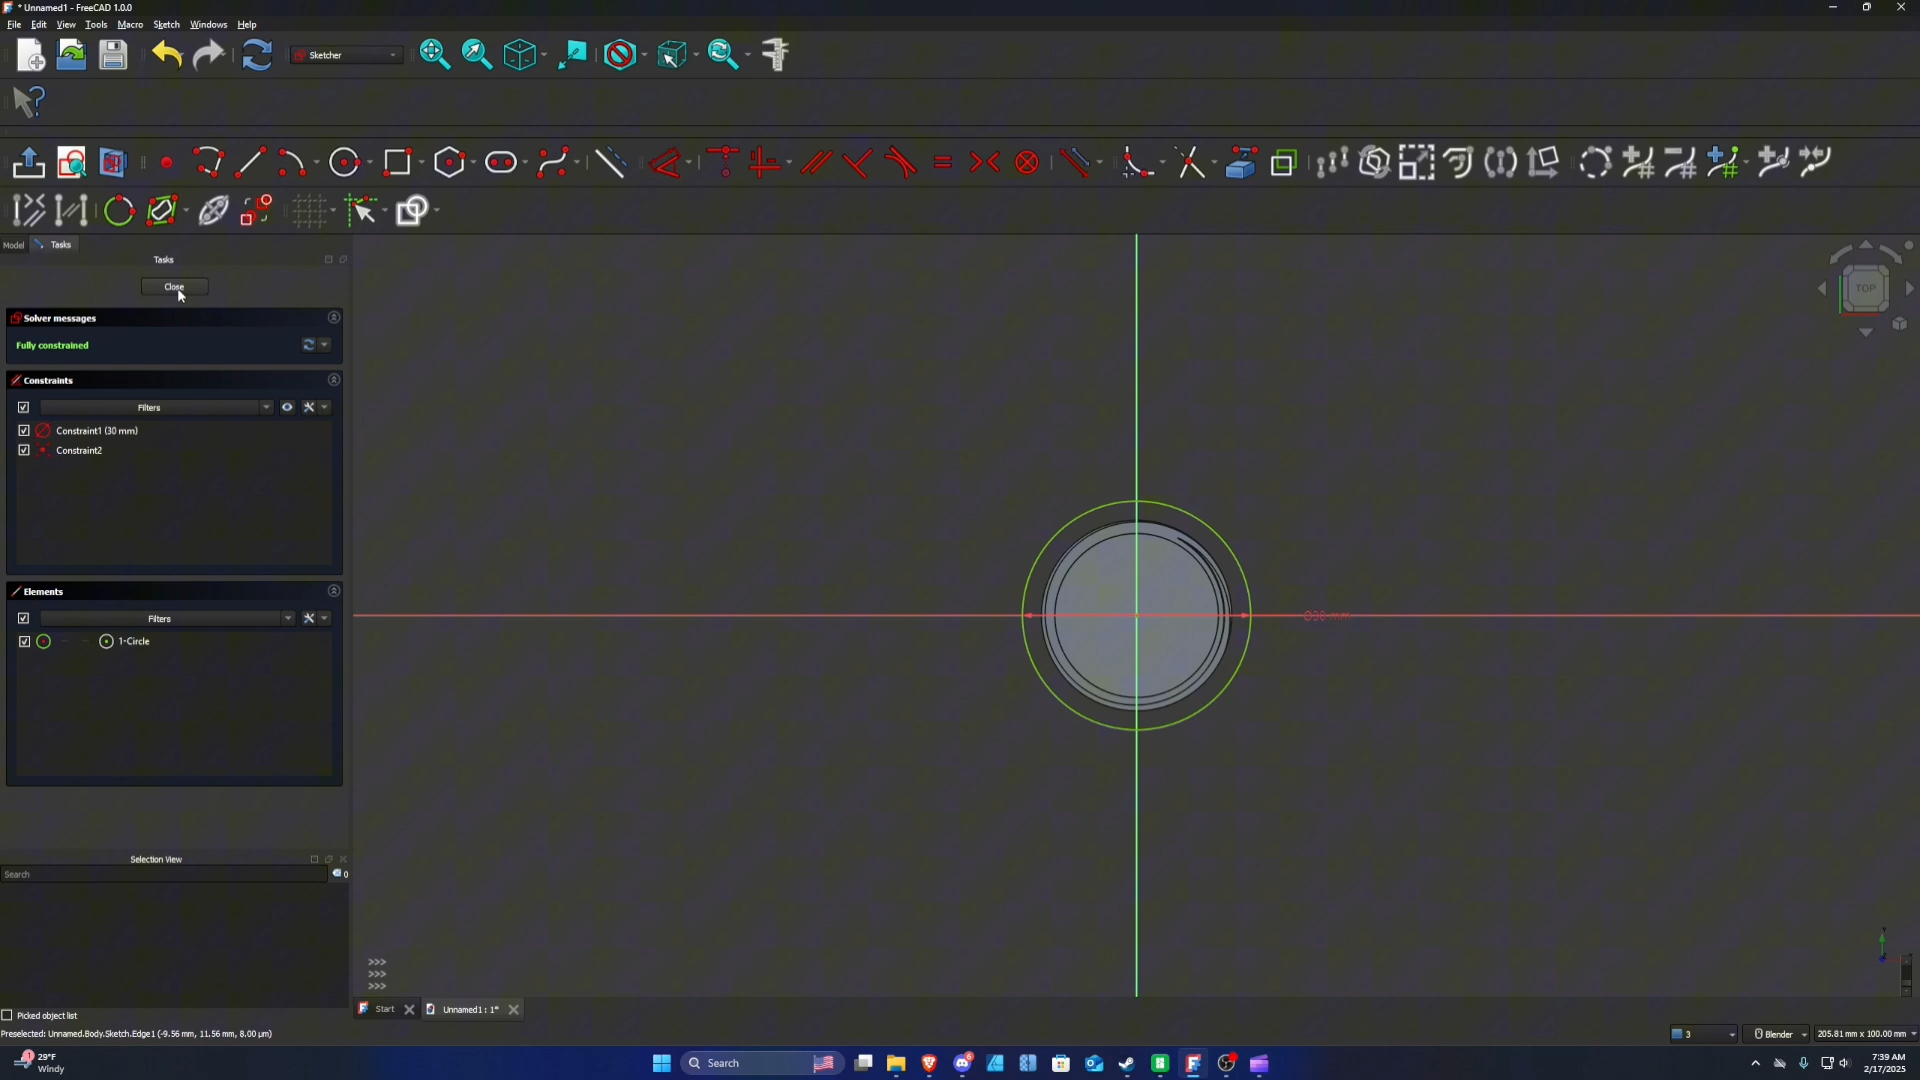 * Unnamed1 - FreeCAD 1.0.0
File Edit View Tools Macro Sketch Windows Help
Sketcher
Model Tasks
Tasks
Close
Solver messages
Fully constrained
Constraints
Filters
Constraint1 (30 mm)
Constraint2
Elements
Filters
1-Circle
TOP
Ø30 mm
Selection View
Search
0
>>>
>>>
>>>
Start
Unnamed1 : 1*
Picked object list
Preselected: Unnamed.Body.Sketch.Edge1 (-9.56 mm, 11.56 mm, 8.00 µm)
3
Blender
205.81 mm x 100.00 mm
1
29°F
Windy
Search
6
7:39 AM
2/17/2025